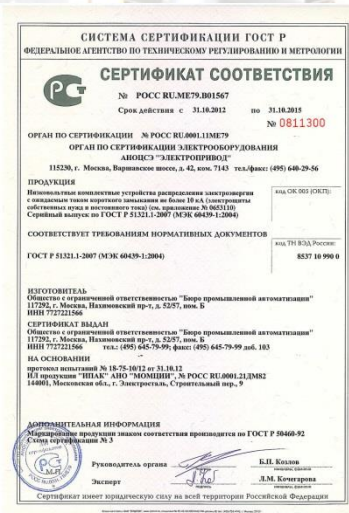 СИСТЕМА СЕРТИФИКАЦИИ ГОСТ Р
ФЕДЕРАЛЬНОЕ АГЕНТСТВО ПО ТЕХНИЧЕСКОМУ РЕГУЛИРОВАНИЮ И МЕТРОЛОГИИ
СЕРТИФИКАТ СООТВЕТСТВИЯ
№ РОСС RU.ME79.B01567
Срок действия с 31.10.2012 по 31.10.2015
№ 0811300
ОРГАН ПО СЕРТИФИКАЦИИ № РОСС RU.0001.11ME79
ОРГАН ПО СЕРТИФИКАЦИИ ЭЛЕКТРООБОРУДОВАНИЯ
АНОЦСЭ "ЭЛЕКТРОПРИВОД"
115230, г. Москва, Варшавское шоссе, д. 42, ком. 7143 тел./факс: (495) 640-29-56
ПРОДУКЦИЯ
Низковольтные комплектные устройства распределения электроэнергии
с ожидаемым током короткого замыкания не более 10 кА (электрощиты
собственных нужд и постоянного тока) (см. приложение № 0653110)
Серийный выпуск по ГОСТ Р 51321.1-2007 (МЭК 60439-1:2004)
код ОК 005 (ОКП):
СООТВЕТСТВУЕТ ТРЕБОВАНИЯМ НОРМАТИВНЫХ ДОКУМЕНТОВ
ГОСТ Р 51321.1-2007 (МЭК 60439-1:2004)
код ТН ВЭД России:
8537 10 990 0
ИЗГОТОВИТЕЛЬ
Общество с ограниченной ответственностью "Бюро промышленной автоматизации"
117292, г. Москва, Нахимовский пр-т, д. 52/57, пом. Б
ИНН 7727221566
СЕРТИФИКАТ ВЫДАН
Общество с ограниченной ответственностью "Бюро промышленной автоматизации"
117292, г. Москва, Нахимовский пр-т, д. 52/57, пом. Б
ИНН 7727221566 тел.: (495) 645-79-99; факс: (495) 645-79-99 доб. 103
НА ОСНОВАНИИ
протокол испытаний № 18-75-10/12 от 31.10.12
ИЛ продукции "ИПАК" АНО "МОМЦИИ", № РОСС RU.0001.21ДМ82
144001, Московская обл., г. Электросталь, Строительный пер., 9
ДОПОЛНИТЕЛЬНАЯ ИНФОРМАЦИЯ
Маркирование продукции знаком соответствия производится по ГОСТ Р 50460-92
Схема сертификации № 3
М.П.
Руководитель органа
Б.П. Козлов
Эксперт
Л.М. Кочегарова
Сертификат имеет юридическую силу на всей территории Российской Федерации